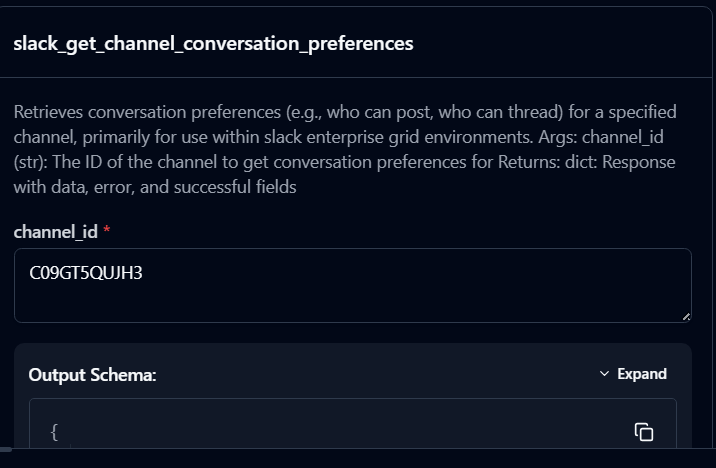 slack_get_channel_conversation_preferences
Retrieves conversation preferences (e.g., who can post, who can thread) for a specified
channel, primarily for use within slack enterprise grid environments. Args: channel_id
(str): The ID of the channel to get conversation preferences for Returns: dict: Response
with data, error, and successful fields
channel_id *
C09GT5QUJH3
Output Schema:
Expand
{